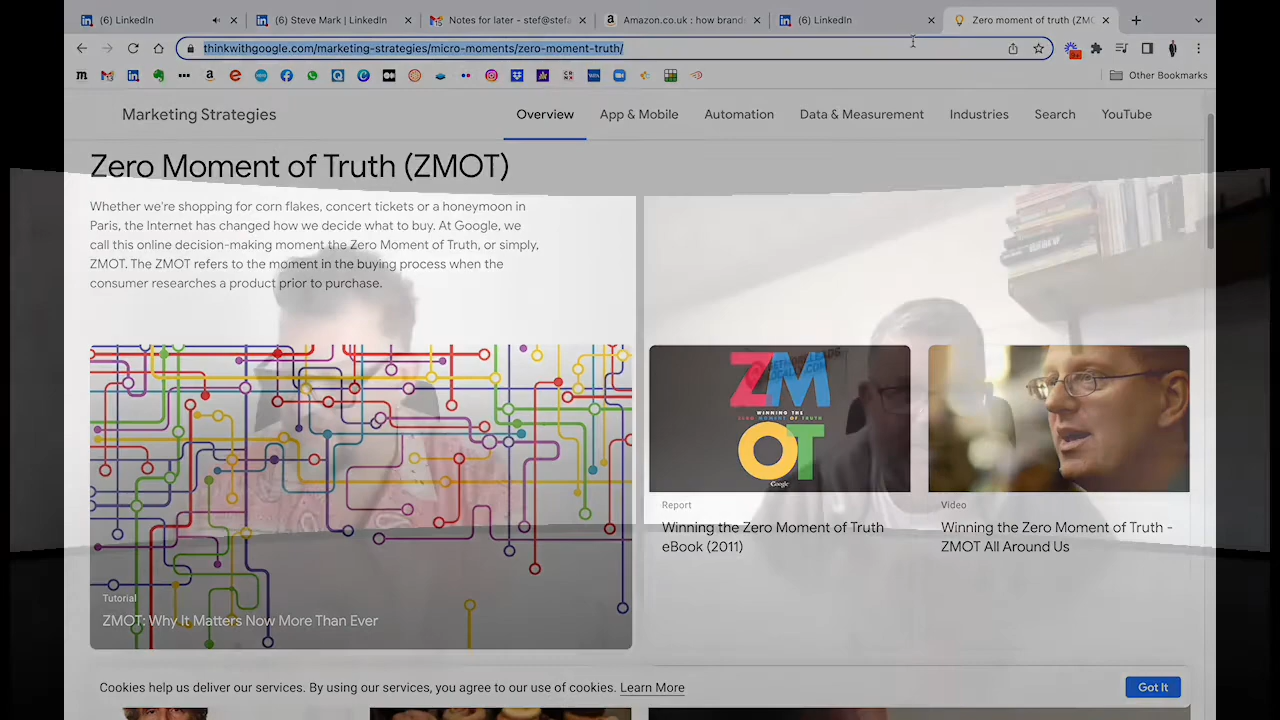 (6) LinkedIn
(6) Steve Mark | LinkedIn
Notes for later - stef@stefa
Amazon.co.uk : how brand
(6) LinkedIn
Zero moment of truth (ZMO
thinkwithgoogle.com/marketing-strategies/micro-moments/zero-moment-truth/
Other Bookmarks
Marketing Strategies
Overview
App & Mobile
Automation
Data & Measurement
Industries
Search
YouTube
Zero Moment of Truth (ZMOT)
Whether we're shopping for corn flakes, concert tickets or a honeymoon in
Paris, the Internet has changed how we decide what to buy. At Google, we
call this online decision-making moment the Zero Moment of Truth, or simply,
ZMOT. The ZMOT refers to the moment in the buying process when the
consumer researches a product prior to purchase.
ZM
WINNING THE
ZERO MOMENT OF TRUTH
OT
Google
Report
Winning the Zero Moment of Truth
eBook (2011)
Video
Winning the Zero Moment of Truth -
ZMOT All Around Us
Tutorial
ZMOT: Why It Matters Now More Than Ever
Cookies help us deliver our services. By using our services, you agree to our use of cookies. Learn More
Got It